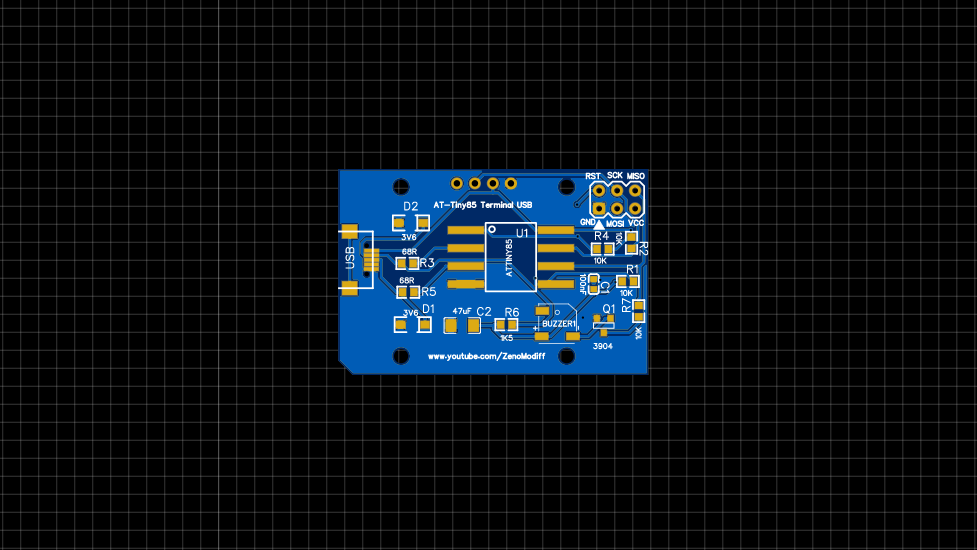 RST SCK MISO
D2
AT-Tiny85 Terminal USB
GND MOSI VCC
3V6
U1
R4
10K
R2
USB
68R
R3
ATTINY85
10K
R1
68R
R5
100nF
C1
10K
3V6
D1
47uF
C2
R6
BUZZER1
Q1
R7
+
1K5
3904
10K
www.youtube.com/ZenoModiff